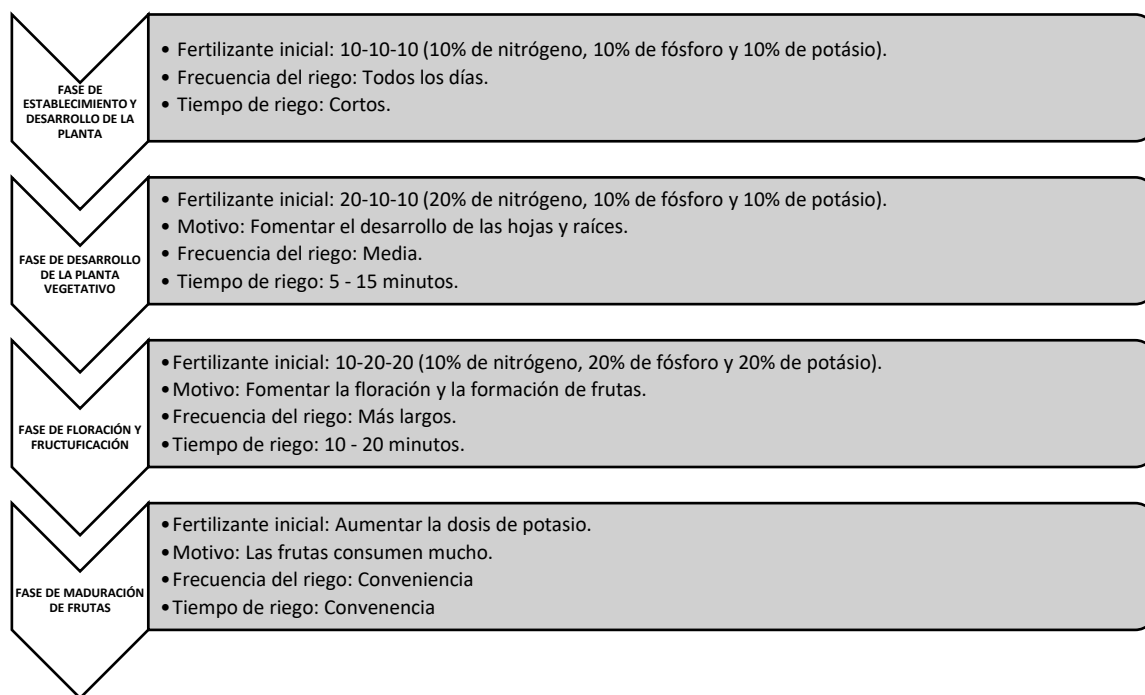 FASE DE
ESTABLECIMIENTO Y
DESARROLLO DE LA
PLANTA
• Fertilizante inicial: 10-10-10 (10% de nitrógeno, 10% de fósforo y 10% de potásio).
• Frecuencia del riego: Todos los días.
• Tiempo de riego: Cortos.
FASE DE DESARROLLO
DE LA PLANTA
VEGETATIVO
• Fertilizante inicial: 20-10-10 (20% de nitrógeno, 10% de fósforo y 10% de potásio).
• Motivo: Fomentar el desarrollo de las hojas y raíces.
• Frecuencia del riego: Media.
• Tiempo de riego: 5 - 15 minutos.
FASE DE FLORACIÓN Y
FRUCTUFICACIÓN
• Fertilizante inicial: 10-20-20 (10% de nitrógeno, 20% de fósforo y 20% de potásio).
• Motivo: Fomentar la floración y la formación de frutas.
• Frecuencia del riego: Más largos.
• Tiempo de riego: 10 - 20 minutos.
FASE DE MADURACIÓN
DE FRUTAS
• Fertilizante inicial: Aumentar la dosis de potasio.
• Motivo: Las frutas consumen mucho.
• Frecuencia del riego: Conveniencia
• Tiempo de riego: Convenencia